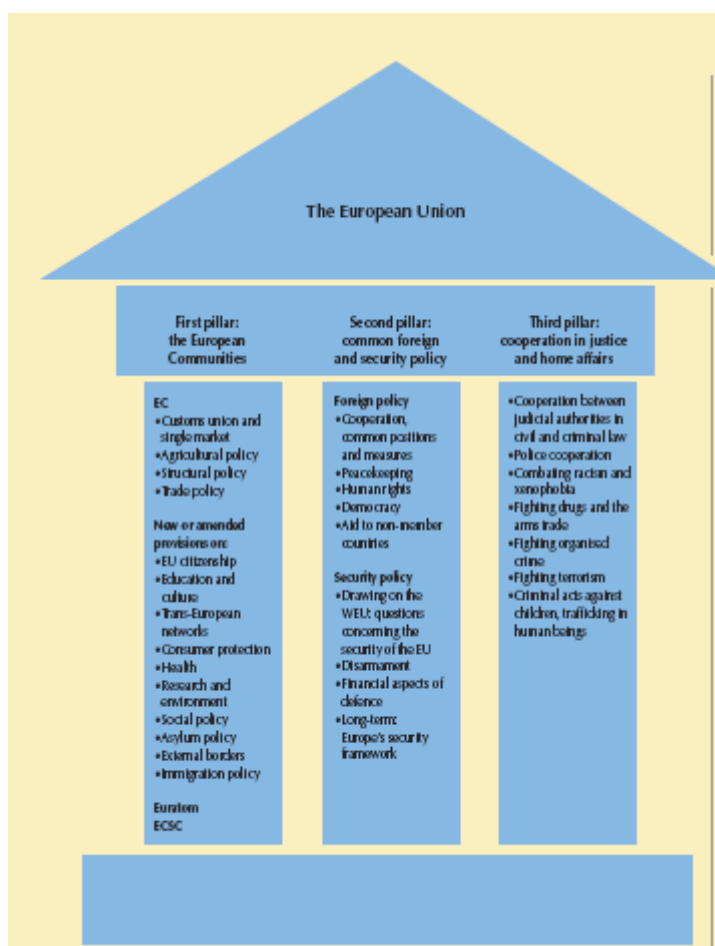 The European Union
First pillar:
the European
Communities
Second pillar:
common foreign
and security policy
Third pillar:
cooperation in justice
and home affairs
EC
•Customs union and
single market
•Agricultural policy
•Structural policy
•Trade policy
New or amended
provisions on:
•EU citizenship
•Education and
culture
•Trans-European
networks
•Consumer protection
•Health
•Research and
environment
•Social policy
•Asylum policy
•External borders
•Immigration policy
Euratom
ECSC
Foreign policy
•Cooperation,
common positions
and measures
•Peacekeeping
•Human rights
•Democracy
•Aid to non-member
countries
Security policy
•Drawing on the
WEU: questions
concerning the
security of the EU
•Disarmament
•Financial aspects of
defence
•Long-term:
Europe's security
framework
•Cooperation between
judicial authorities in
civil and criminal law
•Police cooperation
•Combating racism and
xenophobia
•Fighting drugs and the
arms trade
•Fighting organised
crime
•Fighting terrorism
•Criminal acts against
children, trafficking in
human beings